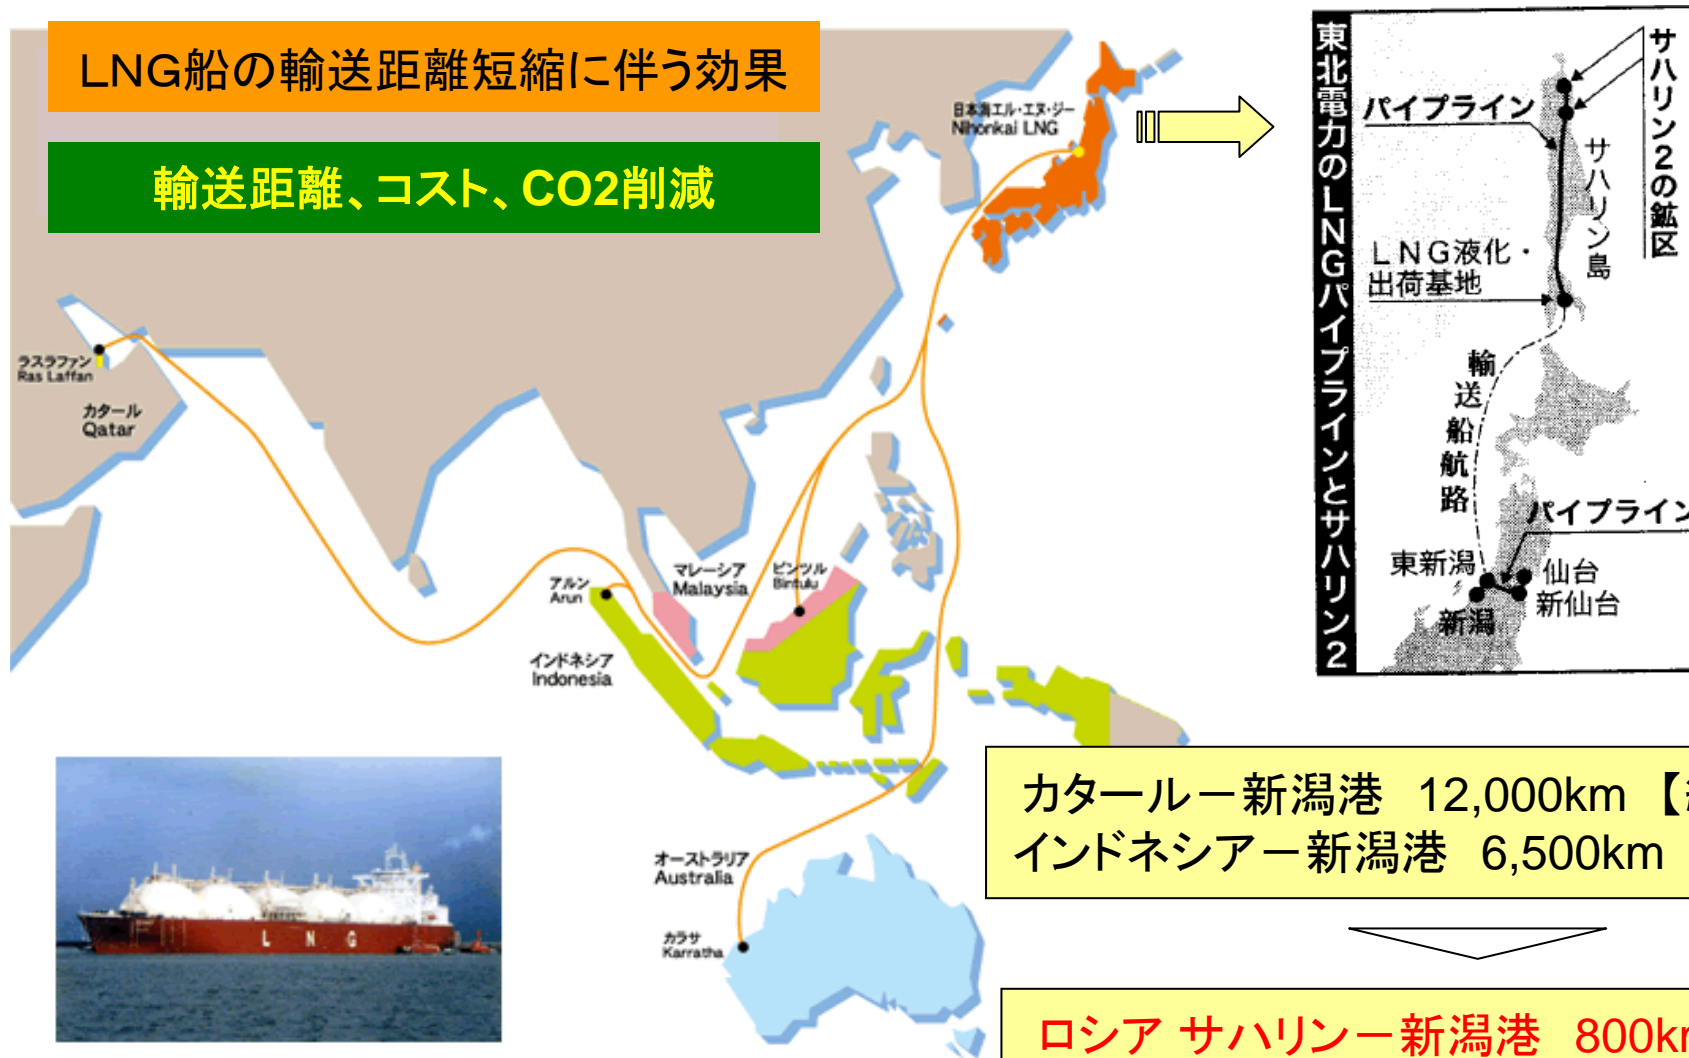 LNG船の輸送距離短縮に伴う効果
輸送距離、コスト、CO2削減
日本海エル・エヌ・ジー
Nihonkai LNG
ラスラファン
Ras Laffan
カタール
Qatar
アルン
Arun
マレーシア
Malaysia
ビンツル
Bintulu
インドネシア
Indonesia
オーストラリア
Australia
カラサ
Karratha
LNG
東北電力のLNGパイプラインとサハリン2
サハリン2の鉱区
パイプライン
サハリン島
LNG液化・
出荷基地
輸送船航路
パイプライン
東新潟
仙台
新仙台
新潟
カタール－新潟港 12,000km 【
インドネシア－新潟港 6,500km
ロシア サハリン－新潟港 800km